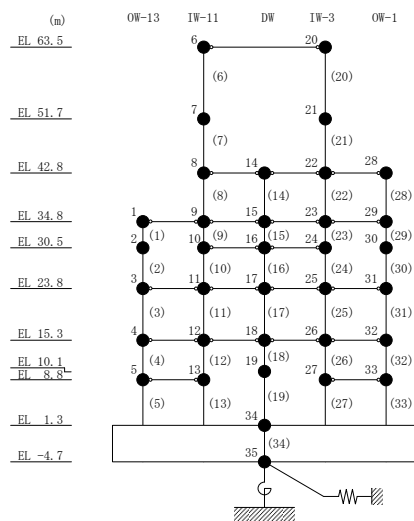 (m) OW-13 IW-11 DW IW-3 OW-1
EL 63.5 6 20
(6) (20)
EL 51.7 7 21
(7) (21)
EL 42.8 8 14 22 28
(8) (14) (22) (28)
EL 34.8 1 9 15 23 29
(1) (9) (15) (23) (29)
EL 30.5 2 10 16 24 30
(2) (10) (16) (24) (30)
EL 23.8 3 11 17 25 31
(3) (11) (17) (25) (31)
EL 15.3 4 12 18 26 32
(4) (12) (18) (26) (32)
EL 10.1 19
EL 8.8 5 13 27 33
(5) (13) (19) (27) (33)
EL 1.3 34
(34)
EL -4.7 35